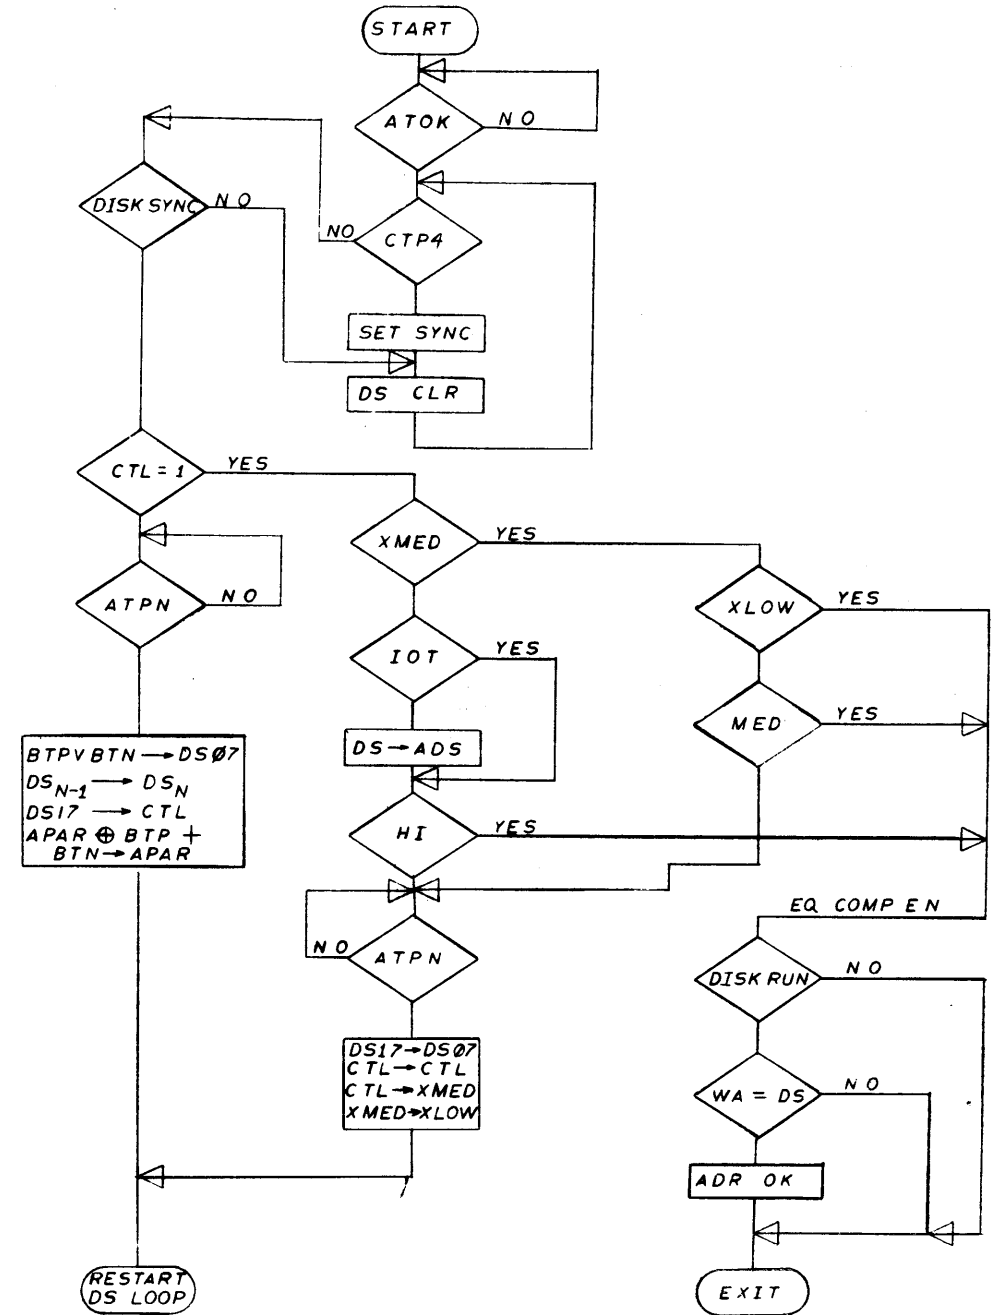 START
ATOK
NO
DISK SYNC
NO
NO
CTP4
SET SYNC
DS CLR
CTL = 1
YES
XMED
YES
ATPN
NO
XLOW
YES
IOT
YES
MED
YES
BTPVBTN → DSØ7
DS N-1 → DS N
DS17 → CTL
APAR ⊕ BTP +
BTN → APAR
DS → ADS
HI
YES
EQ COMP EN
NO
ATPN
DISK RUN
NO
DS17 → DSØ7
CTL → CTL
CTL → XMED
XMED → XLOW
WA = DS
NO
ADR OK
RESTART
DS LOOP
EXIT